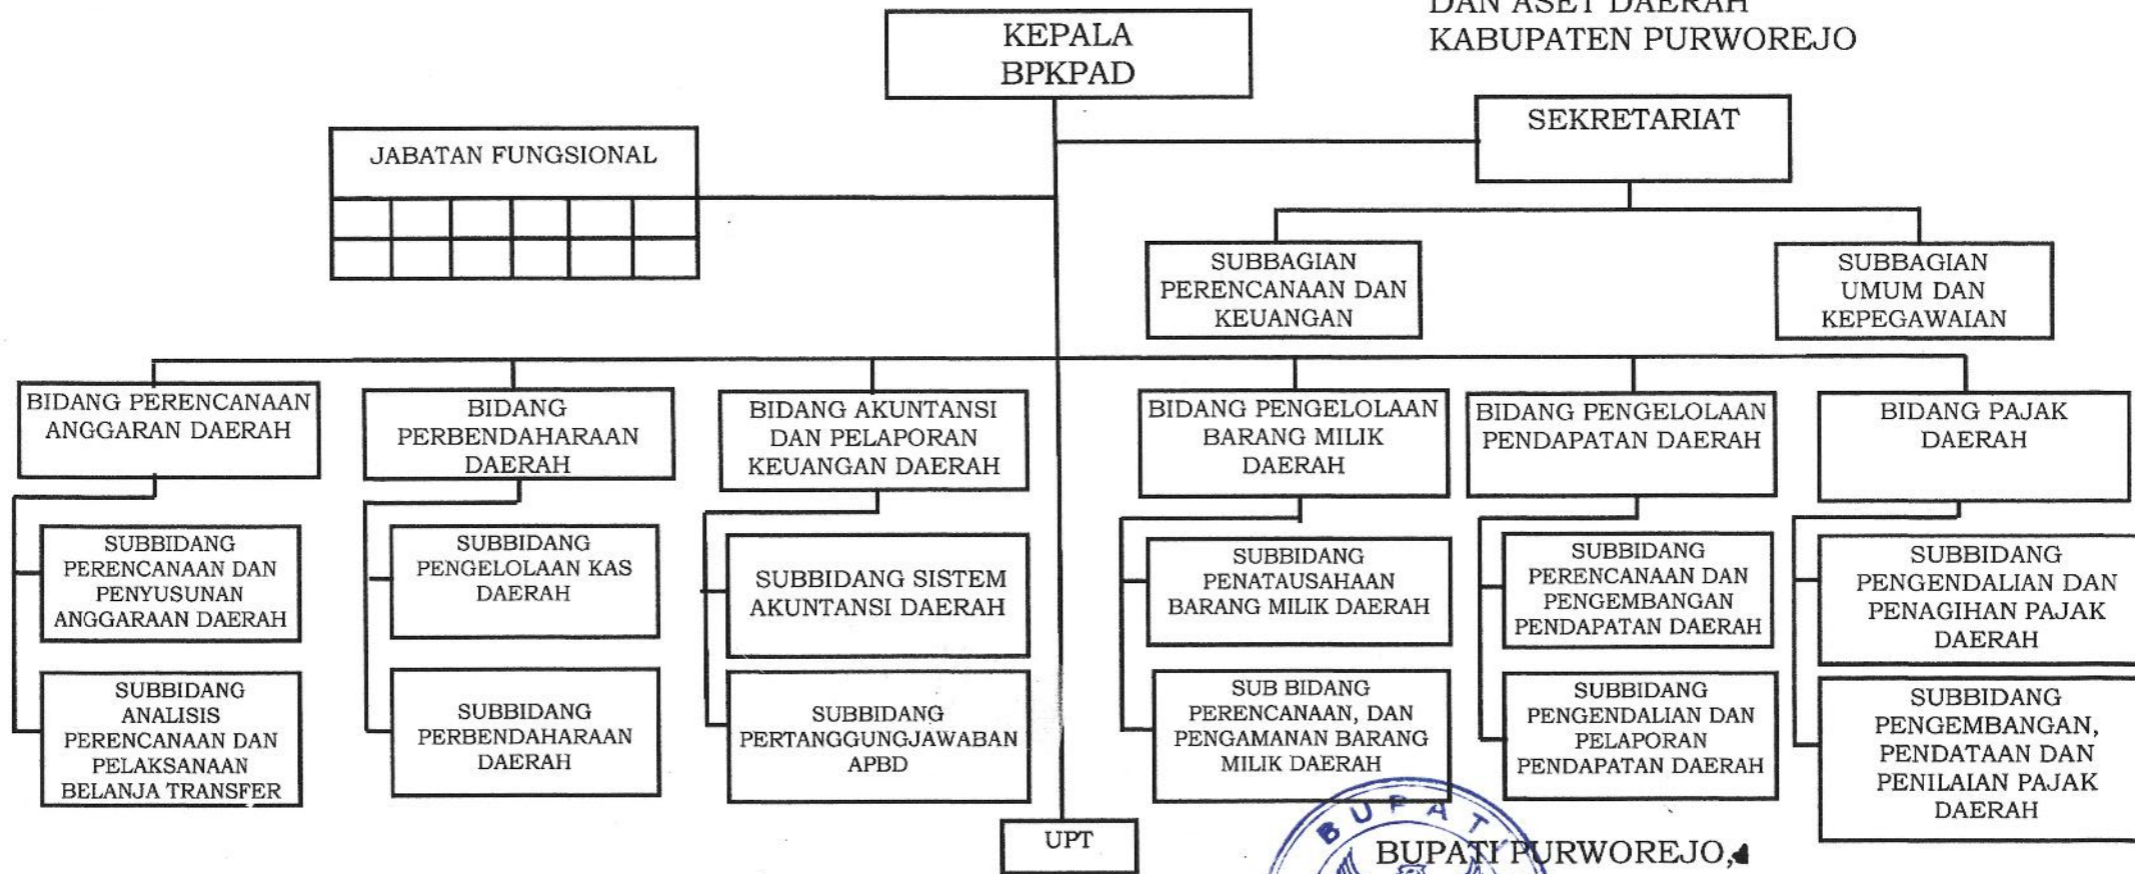 DAN ASET DAERAH
KABUPATEN PURWOREJO
KEPALA
BPKPAD
SEKRETARIAT
JABATAN FUNGSIONAL
SUBBAGIAN
PERENCANAAN DAN
KEUANGAN
SUBBAGIAN
UMUM DAN
KEPEGAWAIAN
BIDANG PERENCANAAN
ANGGARAN DAERAH
BIDANG
PERBENDAHARAAN
DAERAH
BIDANG AKUNTANSI
DAN PELAPORAN
KEUANGAN DAERAH
BIDANG PENGELOLAAN
BARANG MILIK
DAERAH
BIDANG PENGELOLAAN
PENDAPATAN DAERAH
BIDANG PAJAK
DAERAH
SUBBIDANG
PERENCANAAN DAN
PENYUSUNAN
ANGGARAAN DAERAH
SUBBIDANG
PENGELOLAAN KAS
DAERAH
SUBBIDANG SISTEM
AKUNTANSI DAERAH
SUBBIDANG
PENATAUSAHAAN
BARANG MILIK DAERAH
SUBBIDANG
PERENCANAAN DAN
PENGEMBANGAN
PENDAPATAN DAERAH
SUBBIDANG
PENGENDALIAN DAN
PENAGIHAN PAJAK
DAERAH
SUBBIDANG
ANALISIS
PERENCANAAN DAN
PELAKSANAAN
BELANJA TRANSFER
SUBBIDANG
PERBENDAHARAAN
DAERAH
SUBBIDANG
PERTANGGUNGJAWABAN
APBD
SUB BIDANG
PERENCANAAN, DAN
PENGAMANAN BARANG
MILIK DAERAH
SUBBIDANG
PENGENDALIAN DAN
PELAPORAN
PENDAPATAN DAERAH
SUBBIDANG
PENGEMBANGAN,
PENDATAAN DAN
PENILAIAN PAJAK
DAERAH
UPT
BUPATI
BUPATI PURWOREJO,